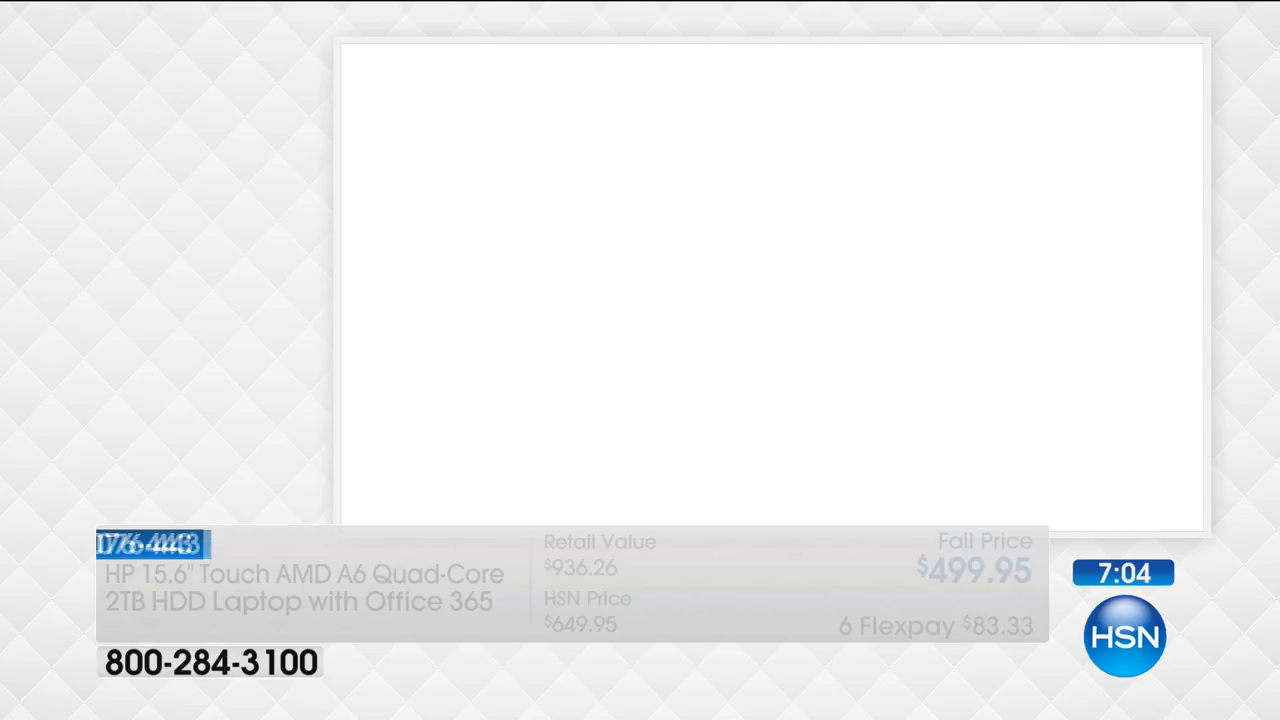 HP 15.6" Touch AMD A6 Quad-Core
2TB HDD Laptop with Office 365
Retail Value
$936.26
HSN Price
$649.95
Fall Price
$499.95
6 Flexpay $83.33
800-284-3100
7:04
HSN